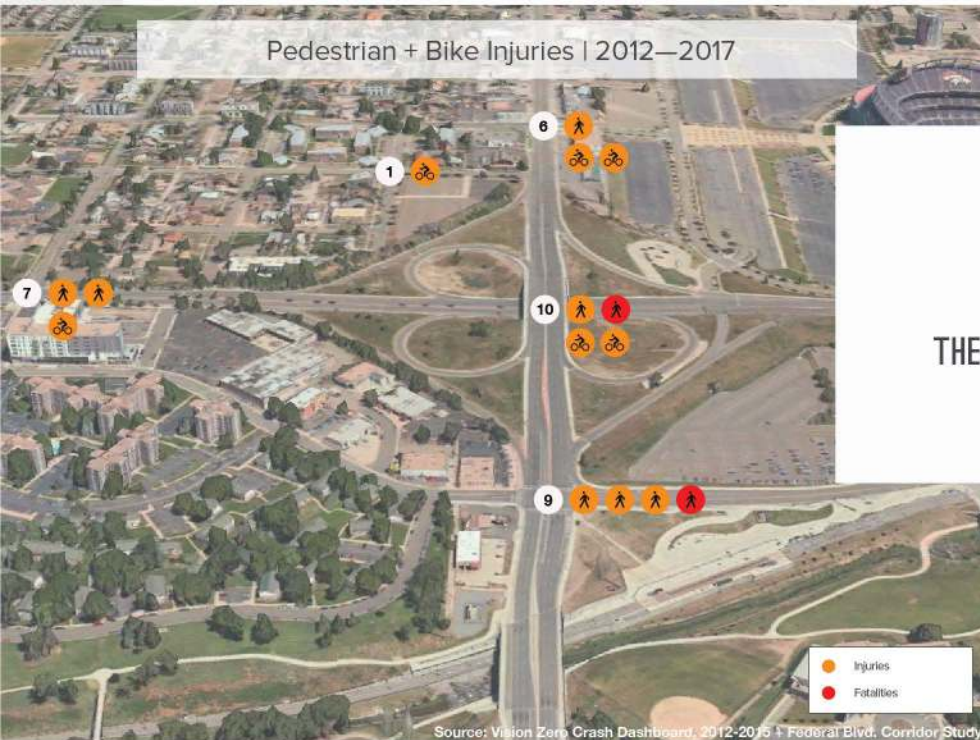 Pedestrian + Bike Injuries | 2012—2017
6
1
7
10
THE
9
Injuries
Fatalities
Source: Vision Zero Crash Dashboard, 2012-2015 + Federal Blvd. Corridor Stud